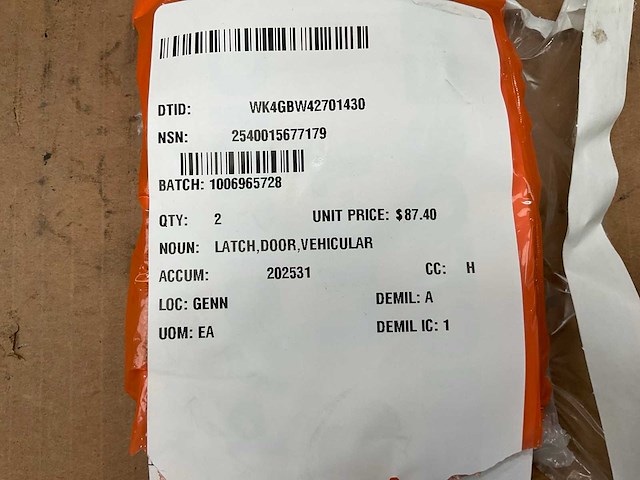 DTID: WK4GBW42701430
NSN: 2540015677179
BATCH: 1006965728
QTY: 2 UNIT PRICE: $87.40
NOUN: LATCH,DOOR,VEHICULAR
ACCUM: 202531 CC: H
LOC: GENN DEMIL: A
UOM: EA DEMIL IC: 1